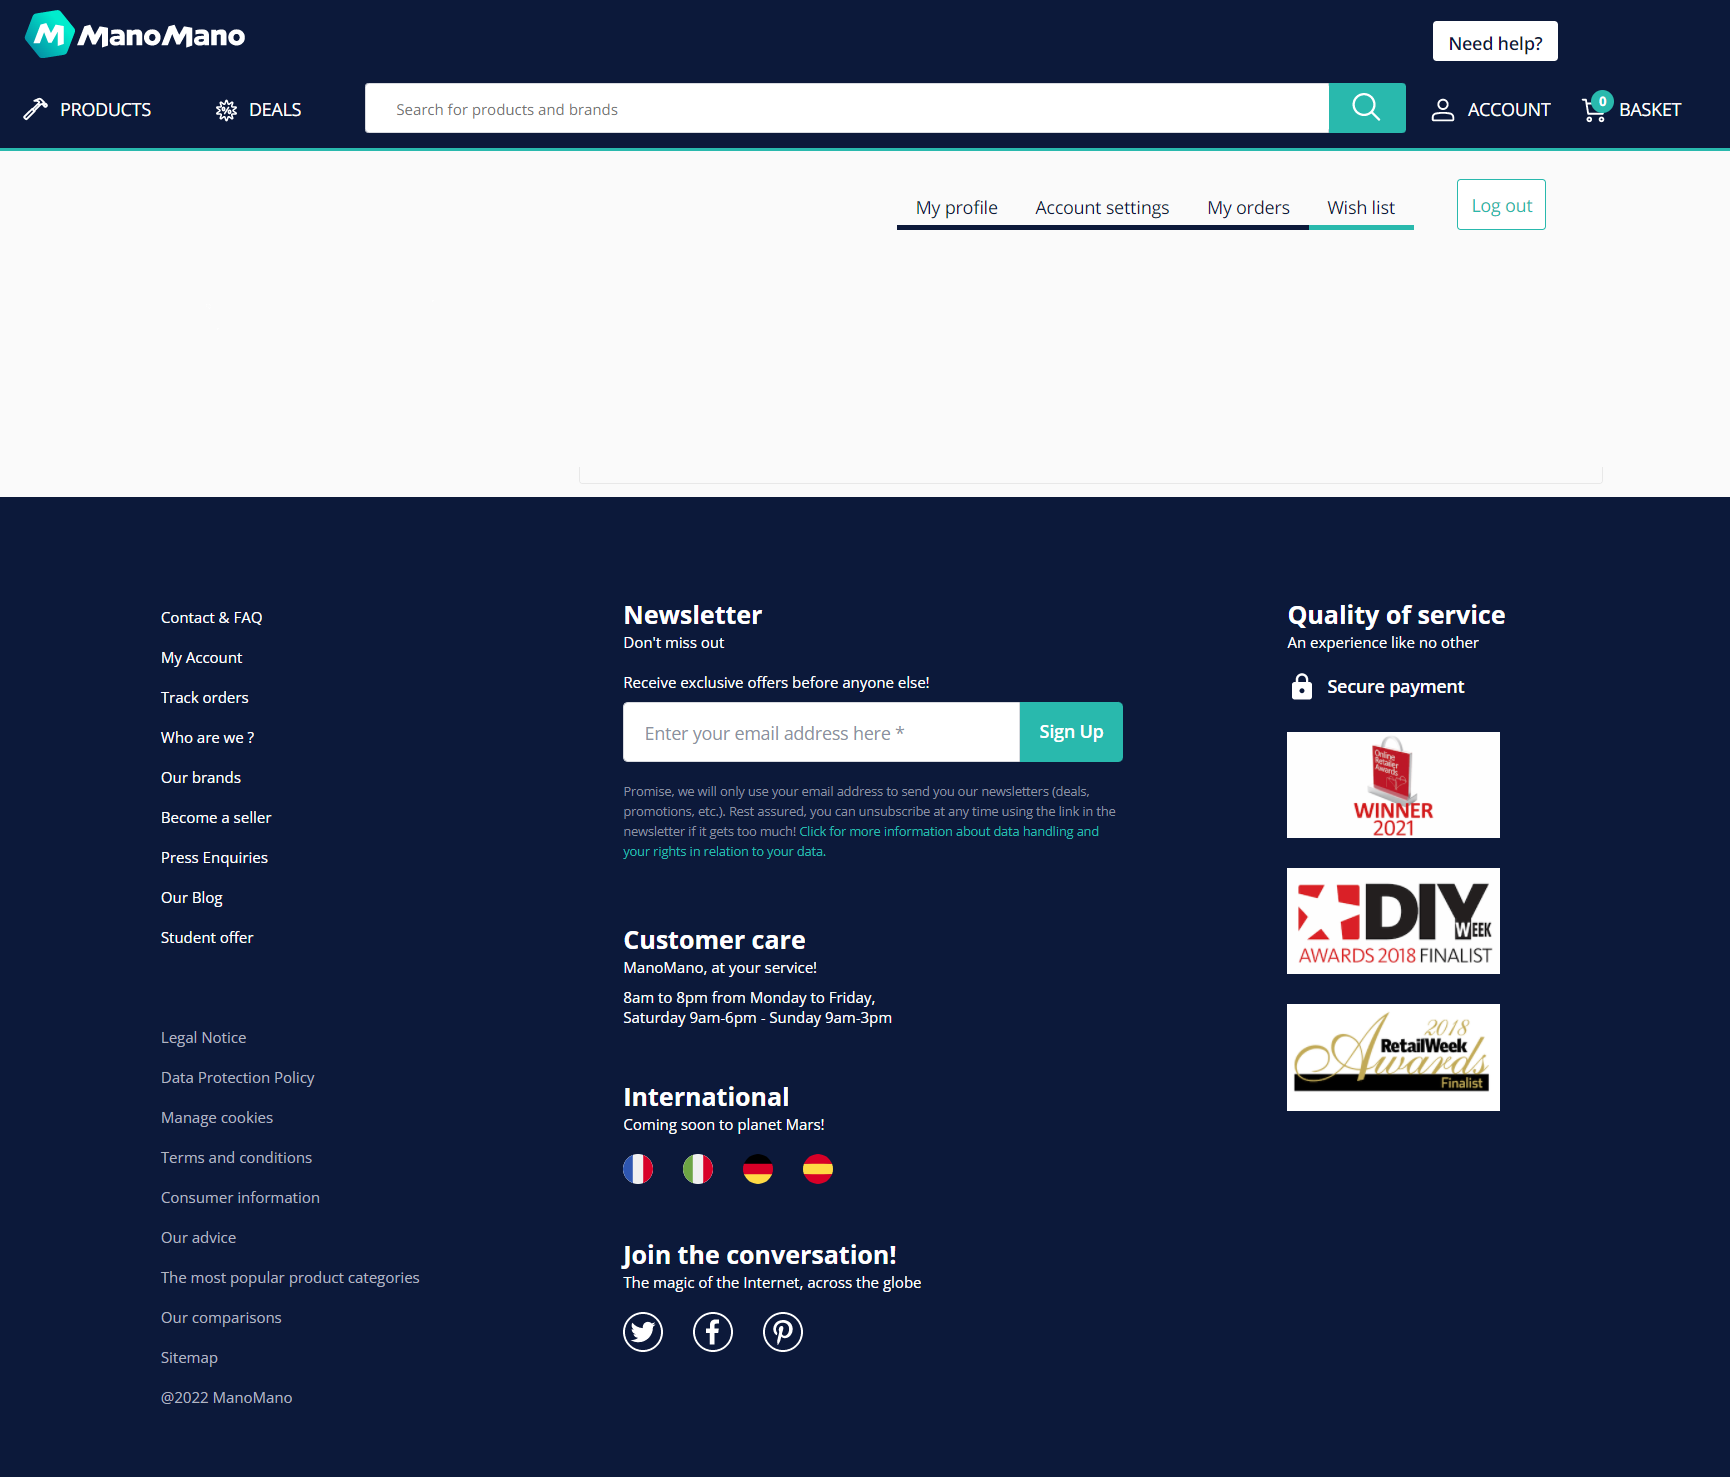 ManoMano
Need help?
PRODUCTS
DEALS
Search for products and brands
ACCOUNT
0
BASKET
My profile
Account settings
My orders
Wish list
Log out
Contact & FAQ
My Account
Track orders
Who are we ?
Our brands
Become a seller
Press Enquiries
Our Blog
Student offer
Legal Notice
Data Protection Policy
Manage cookies
Terms and conditions
Consumer information
Our advice
The most popular product categories
Our comparisons
Sitemap
@2022 ManoMano
Newsletter
Don't miss out
Receive exclusive offers before anyone else!
Enter your email address here *
Sign Up
Promise, we will only use your email address to send you our newsletters (deals,
promotions, etc.). Rest assured, you can unsubscribe at any time using the link in the
newsletter if it gets too much! Click for more information about data handling and
your rights in relation to your data.
Customer care
ManoMano, at your service!
8am to 8pm from Monday to Friday,
Saturday 9am-6pm - Sunday 9am-3pm
International
Coming soon to planet Mars!
Join the conversation!
The magic of the Internet, across the globe
Quality of service
An experience like no other
Secure payment
Online
Retailer
Awards
WINNER
2021
DIY
WEEK
AWARDS 2018 FINALIST
2018
RetailWeek
Awards
Finalist